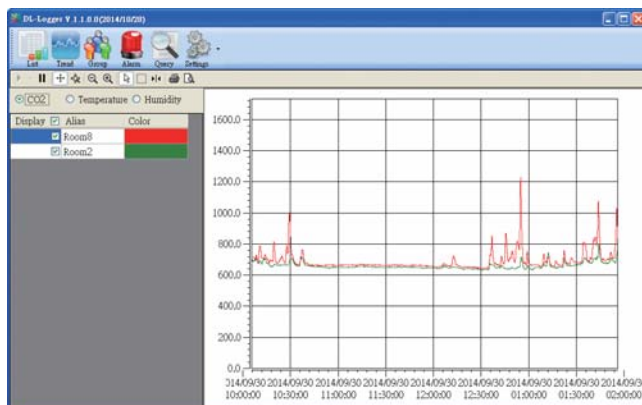 DL-Logger V 1.1.0.0(2014/10/20)
List Trend Group Alarm Query Settings
CO2 Temperature Humidity
Display Alias Color
Room8
Room2
1600.0
1400.0
1200.0
1000.0
800.0
600.0
400.0
200.0
0.0
014/09/30 2014/09/30 2014/09/30 2014/09/30 2014/09/30 2014/09/30 2014/09/30 2014/09/30 2014/09/30
10:00:00 10:30:00 11:00:00 11:30:00 12:00:00 12:30:00 01:00:00 01:30:00 02:00:00